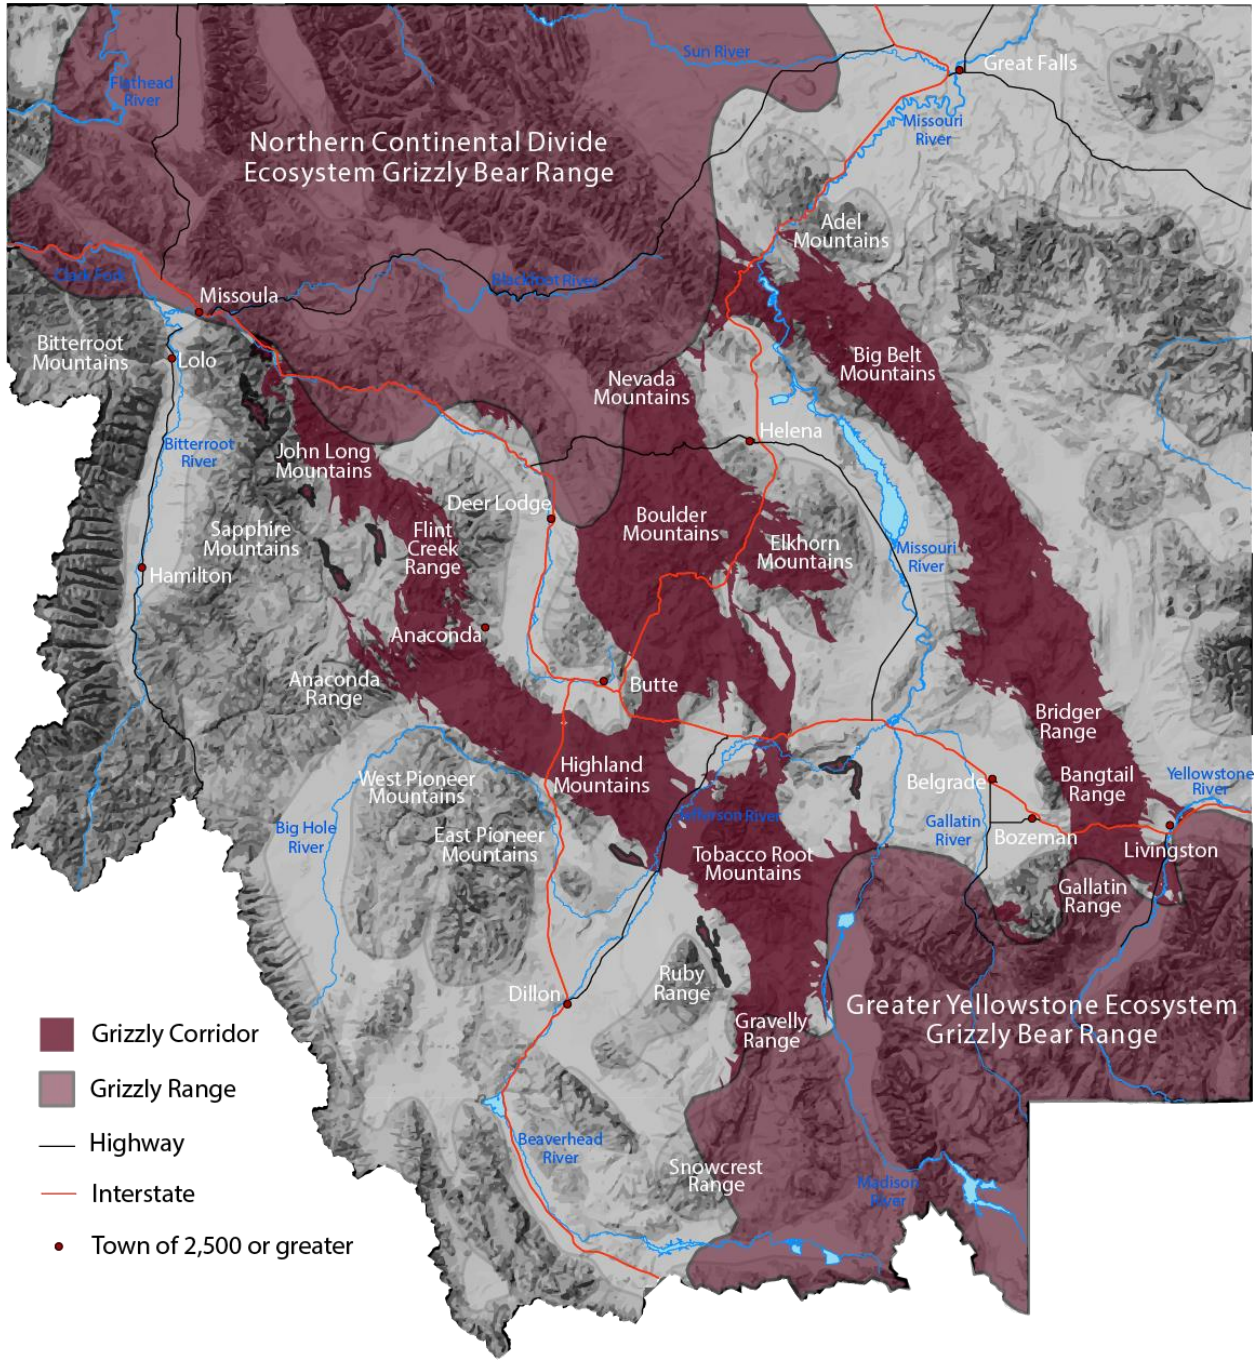 Sun River
Great Falls
Flathead
River
Missouri
River
Northern Continental Divide
Ecosystem Grizzly Bear Range
Adel
Mountains
Clark Fork
Blackfoot River
Missoula
Bitterroot
Mountains
Lolo
Big Belt
Mountains
Nevada
Mountains
Helena
Bitterroot
River
John Long
Mountains
Deer Lodge
Boulder
Mountains
Flint
Creek
Range
Sapphire
Mountains
Elkhorn
Mountains
Missouri
River
Hamilton
Anaconda
Anaconda
Range
Butte
Bridger
Range
Highland
Mountains
West Pioneer
Mountains
Belgrade
Bangtail
Range
Yellowstone
River
Big Hole
River
East Pioneer
Mountains
Jefferson River
Gallatin
River
Bozeman
Livingston
Tobacco Root
Mountains
Gallatin
Range
Ruby
Range
Dillon
Greater Yellowstone Ecosystem
Grizzly Bear Range
Gravelly
Range
Grizzly Corridor
Grizzly Range
Highway
Interstate
Town of 2,500 or greater
Beaverhead
River
Snowcrest
Range
Madison
River